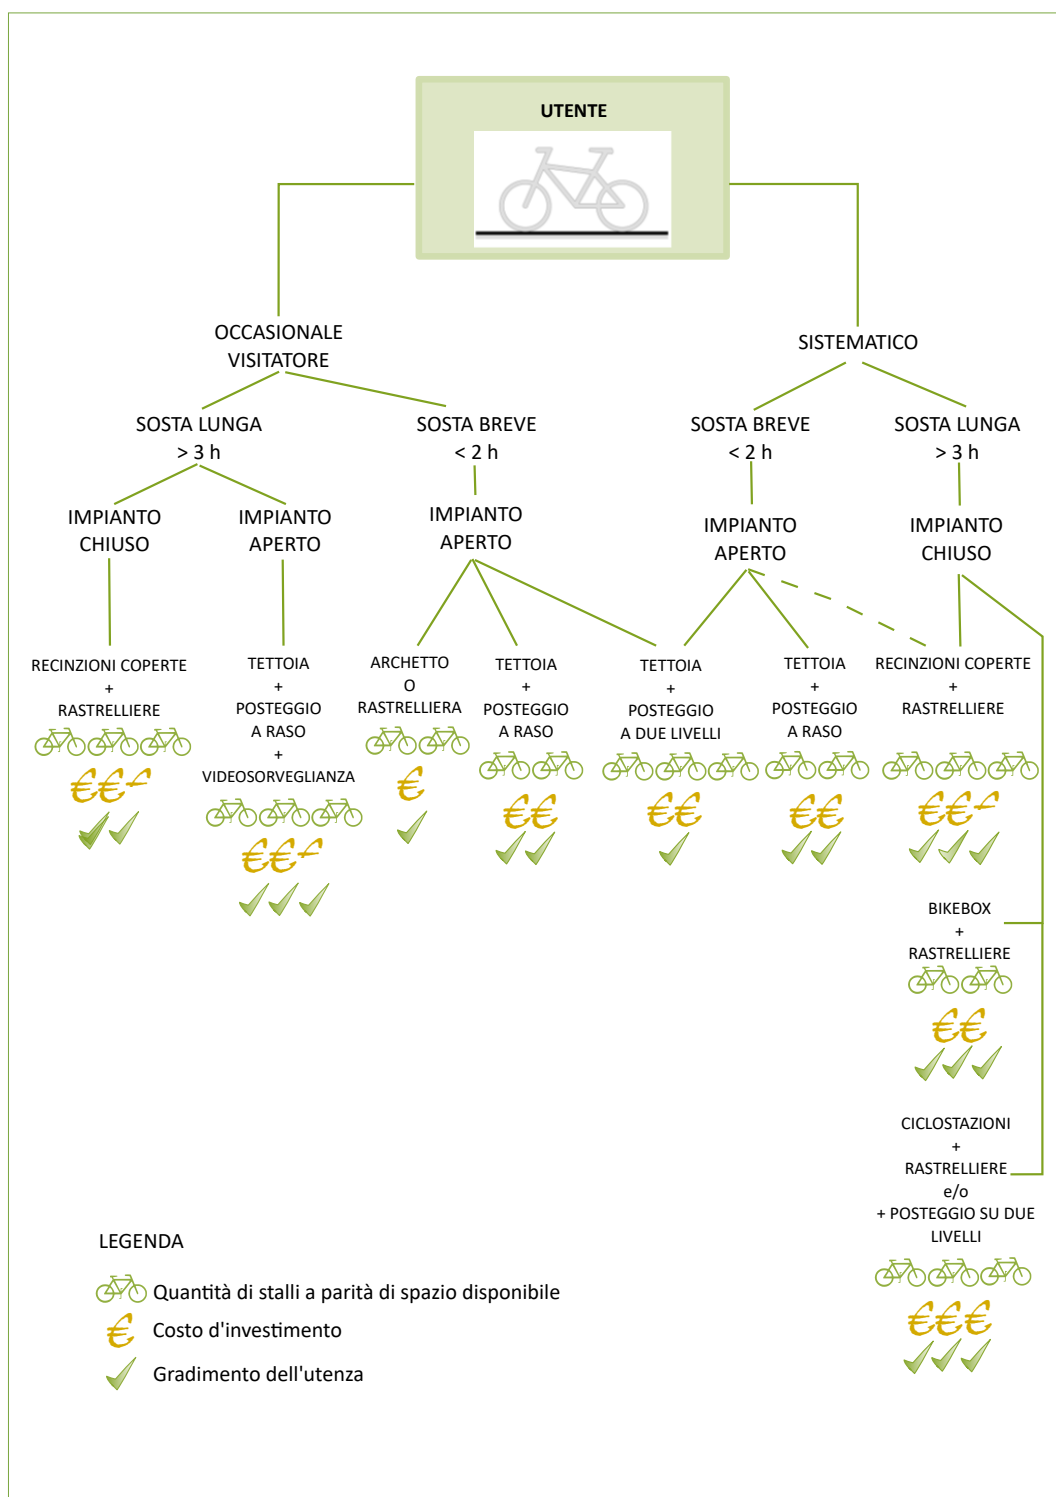 UTENTE
OCCASIONALE
VISITATORE
SISTEMATICO
SOSTA LUNGA
> 3 h
SOSTA BREVE
< 2 h
SOSTA BREVE
< 2 h
SOSTA LUNGA
> 3 h
IMPIANTO
CHIUSO
IMPIANTO
APERTO
IMPIANTO
APERTO
IMPIANTO
APERTO
IMPIANTO
CHIUSO
RECINZIONI COPERTE
+
RASTRELLIERE
€€€
TETTOIA
+
POSTEGGIO
A RASO
+
VIDEOSORVEGLIANZA
€€€
ARCHETTO
O
RASTRELLIERA
€
TETTOIA
+
POSTEGGIO
A RASO
€€
TETTOIA
+
POSTEGGIO
A DUE LIVELLI
€€
TETTOIA
+
POSTEGGIO
A RASO
€€
RECINZIONI COPERTE
+
RASTRELLIERE
€€€
BIKEBOX
+
RASTRELLIERE
€€
CICLOSTAZIONI
+
RASTRELLIERE
e/o
+ POSTEGGIO SU DUE
LIVELLI
€€€
LEGENDA
Quantità di stalli a parità di spazio disponibile
€ Costo d'investimento
Gradimento dell'utenza